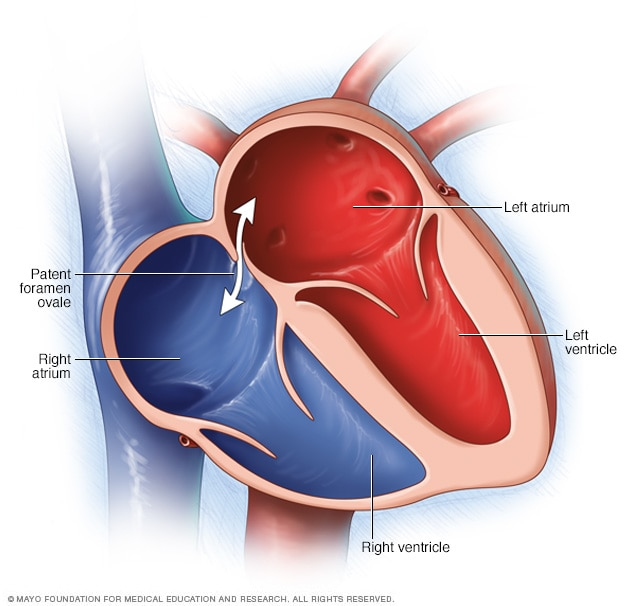 Left atrium
Patent
foramen
ovale
Left
ventricle
Right
atrium
Right ventricle
© MAYO FOUNDATION FOR MEDICAL EDUCATION AND RESEARCH. ALL RIGHTS RESERVED.